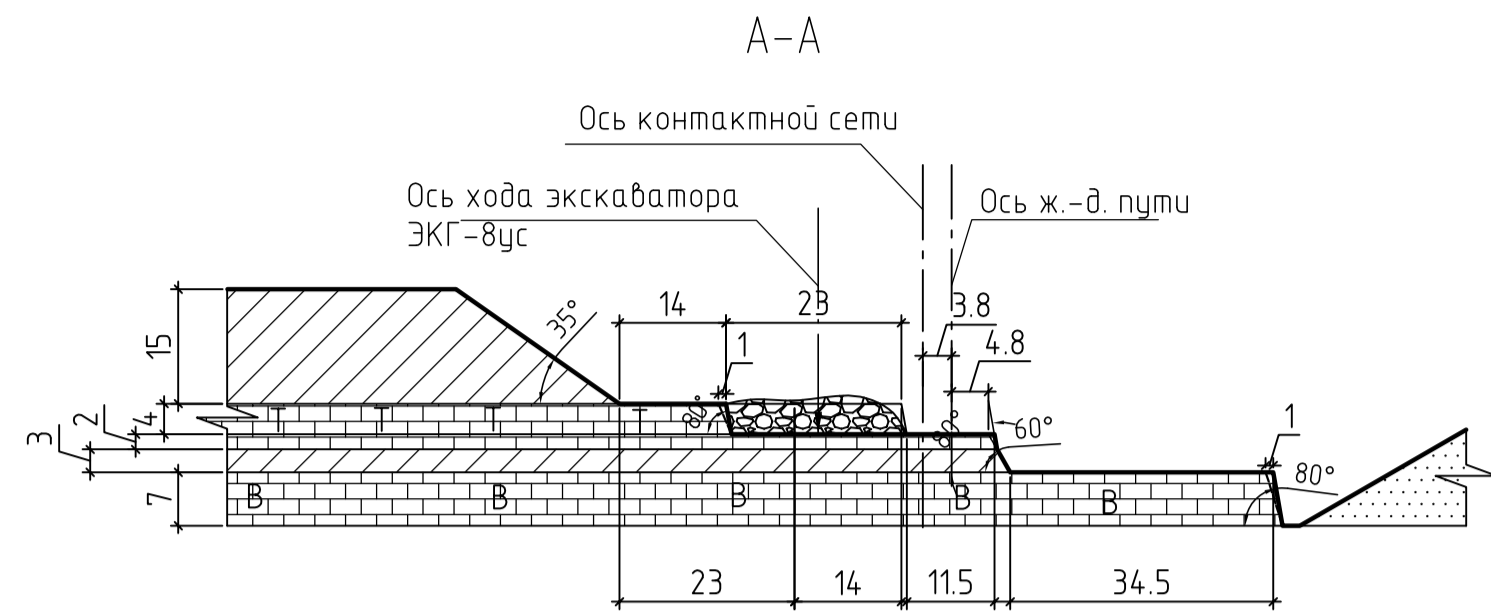 А-А
Ось контактной сети
Ось хода экскаватора
ЭКГ-8ус
Ось ж.-д. пути
14
23
3.8
4.8
1
35°
15
4
2
3
7
80°
80°
60°
1
80°
Т Т Т Т
В В В В В
23
14
11.5
34.5